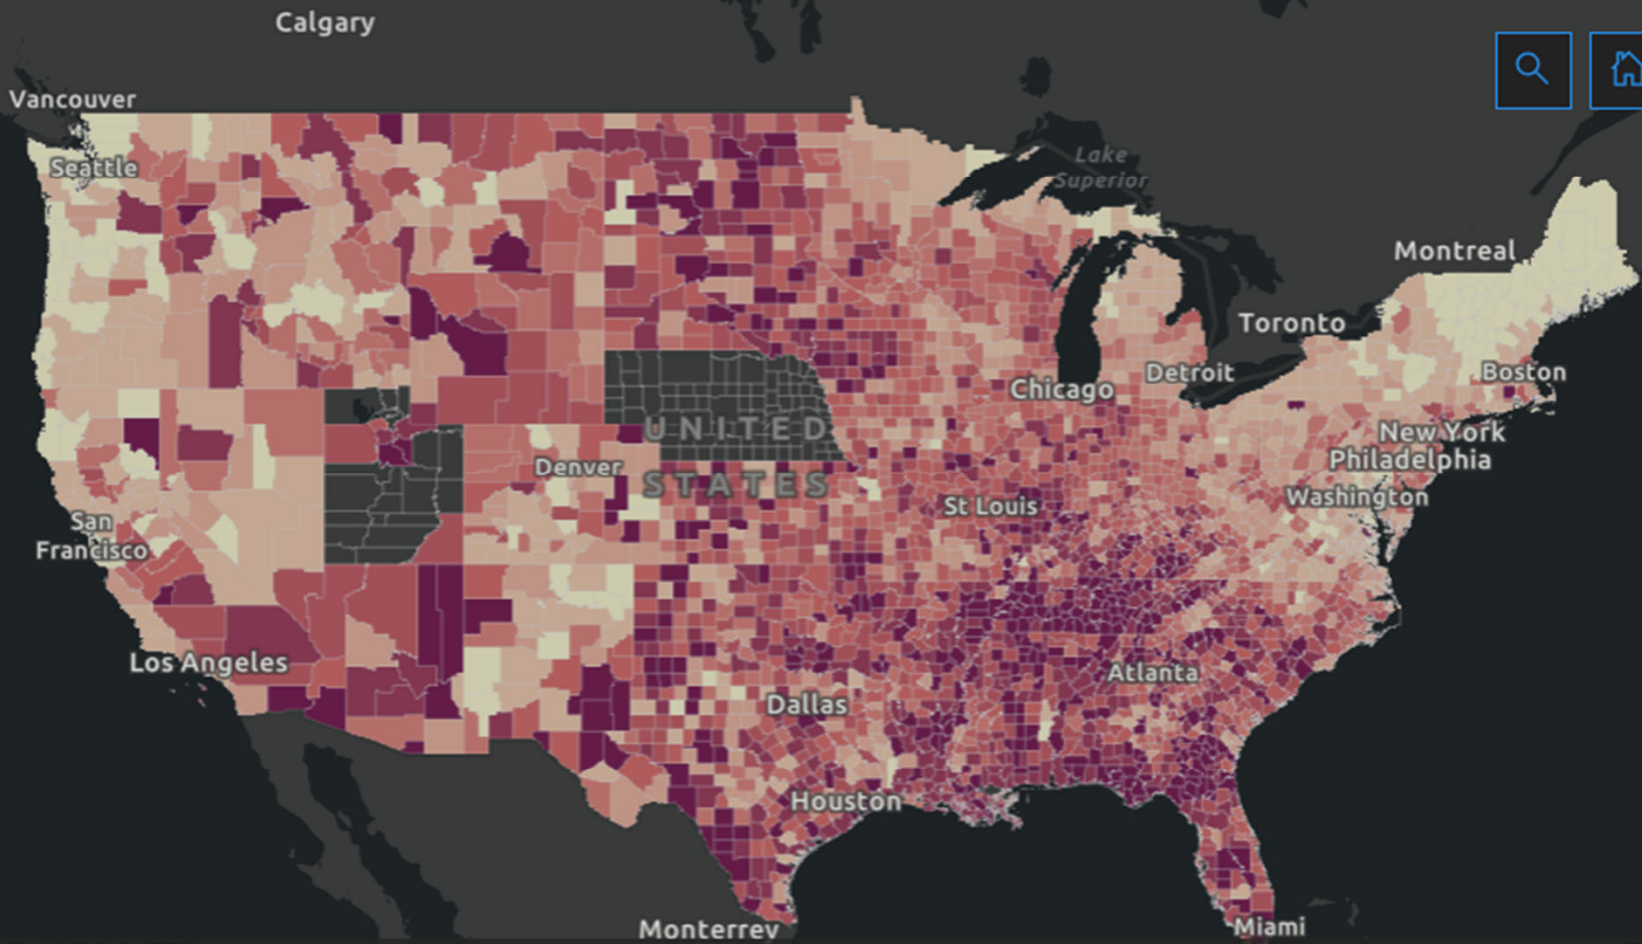 Calgary
Vancouver
Seattle
Lake
Superior
Montreal
Toronto
Boston
Detroit
Chicago
New York
UNITED
Philadelphia
Denver
STATES
Washington
St Louis
San
Francisco
Los Angeles
Atlanta
Dallas
Houston
Miami
Monterrey